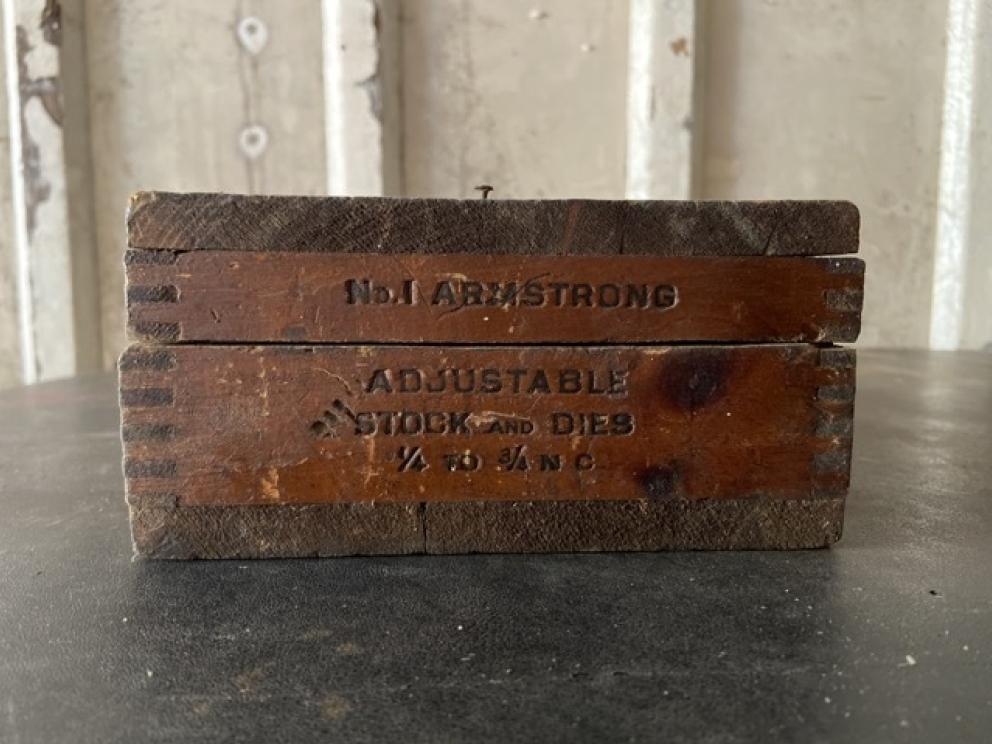 No.1 ARMSTRONG
ADJUSTABLE
STOCK AND DIES
1/4 TO 3/4 N C